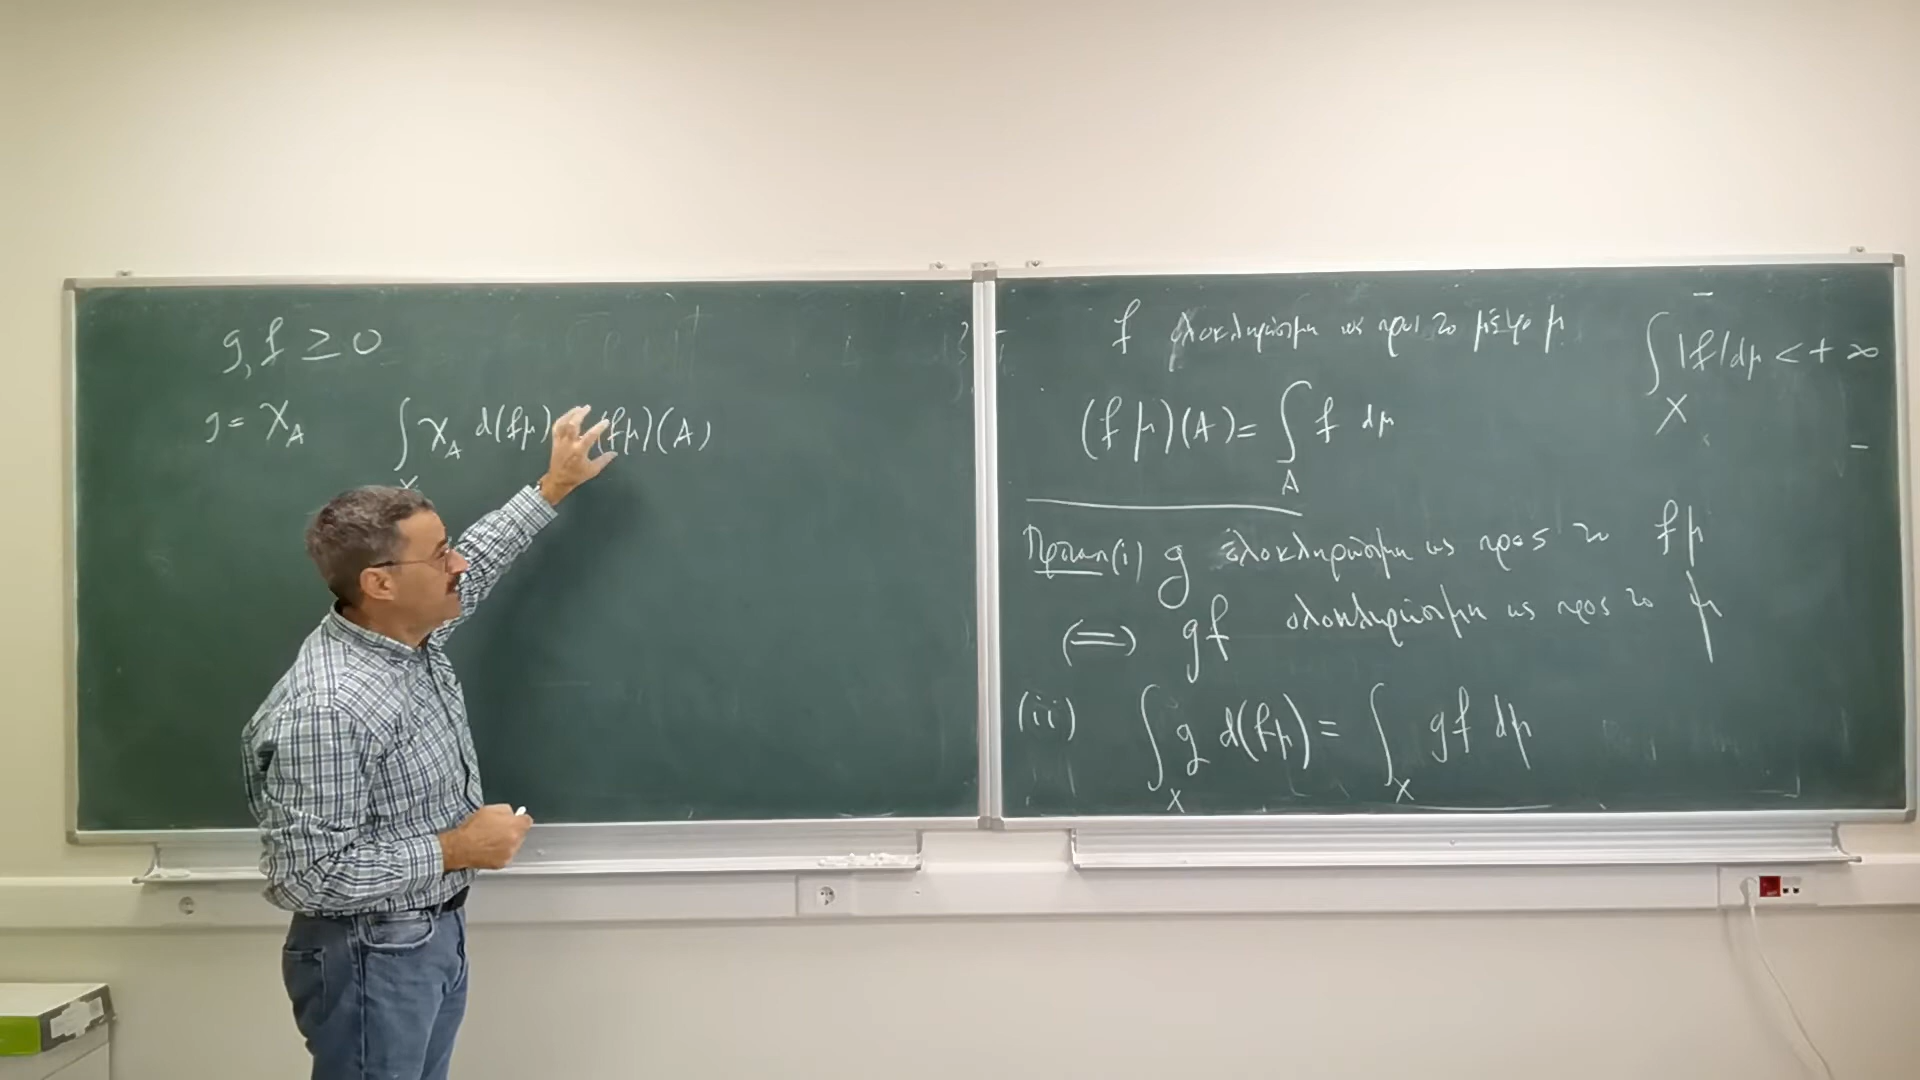 g, f ≥ 0
g = χ_A ∫_X χ_A d(fμ) = (fμ)(A)
f ολοκληρώσιμη ως προς το μέτρο μ
∫_X |f| dμ < +∞
(f μ)(A) = ∫_A f dμ
Πρόταση (i) g ολοκληρώσιμη ως προς το fμ
(⟺) gf ολοκληρώσιμη ως προς το μ
(ii) ∫_X g d(fμ) = ∫_X gf dμ